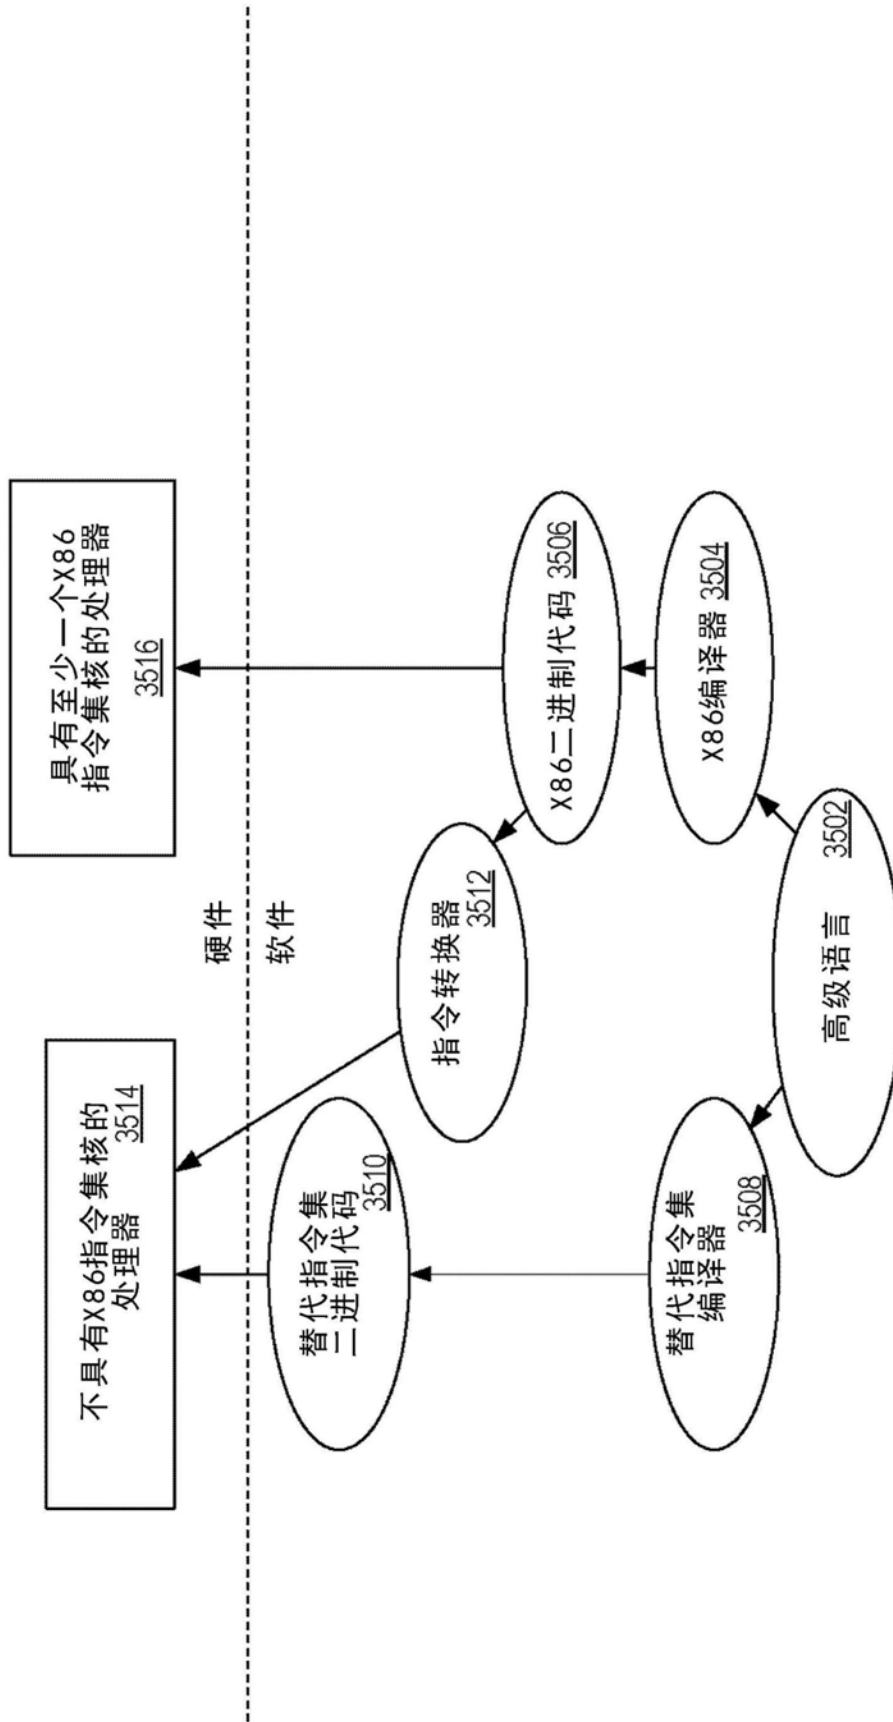 不具有X86指令集核的
处理器
3514
具有至少一个X86
指令集核的处理器
3516
硬件
软件
替代指令集
二进制代码
3510
指令转换器
3512
X86二进制代码 3506
替代指令集
编译器
3508
X86编译器 3504
高级语言 3502